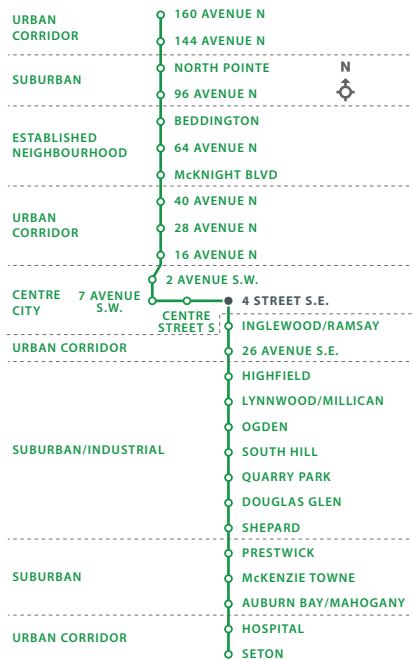 160 AVENUE N
URBAN
CORRIDOR
144 AVENUE N
NORTH POINTE
N
SUBURBAN
96 AVENUE N
BEDDINGTON
ESTABLISHED
NEIGHBOURHOOD
64 AVENUE N
McKNIGHT BLVD
40 AVENUE N
URBAN
CORRIDOR
28 AVENUE N
16 AVENUE N
2 AVENUE S.W.
CENTRE
CITY
7 AVENUE
S.W.
4 STREET S.E.
CENTRE
STREET S
INGLEWOOD/RAMSAY
URBAN CORRIDOR
26 AVENUE S.E.
HIGHFIELD
LYNNWOOD/MILLICAN
OGDEN
SUBURBAN/INDUSTRIAL
SOUTH HILL
QUARRY PARK
DOUGLAS GLEN
SHEPARD
PRESTWICK
SUBURBAN
McKENZIE TOWNE
AUBURN BAY/MAHOGANY
HOSPITAL
URBAN CORRIDOR
SETON